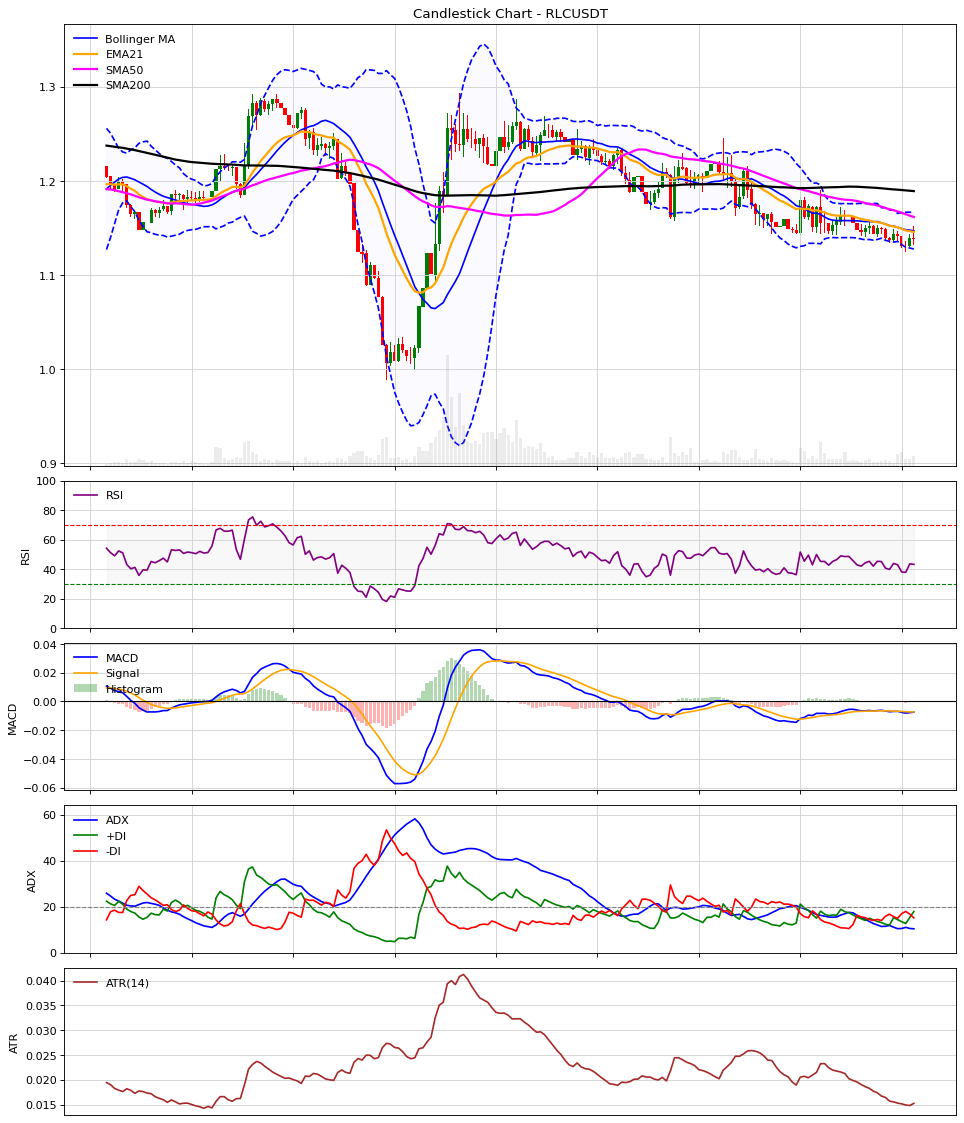 Candlestick Chart - RLCUSDT
Bollinger MA
EMA21
SMA50
SMA200
1.3
1.2
1.1
1.0
0.9
100
80
60
40
20
0
RSI
RSI
0.04
0.02
0.00
−0.02
−0.04
−0.06
MACD
MACD
Signal
Histogram
60
40
20
0
ADX
ADX
+DI
-DI
0.040
0.035
0.030
0.025
0.020
0.015
ATR
ATR(14)